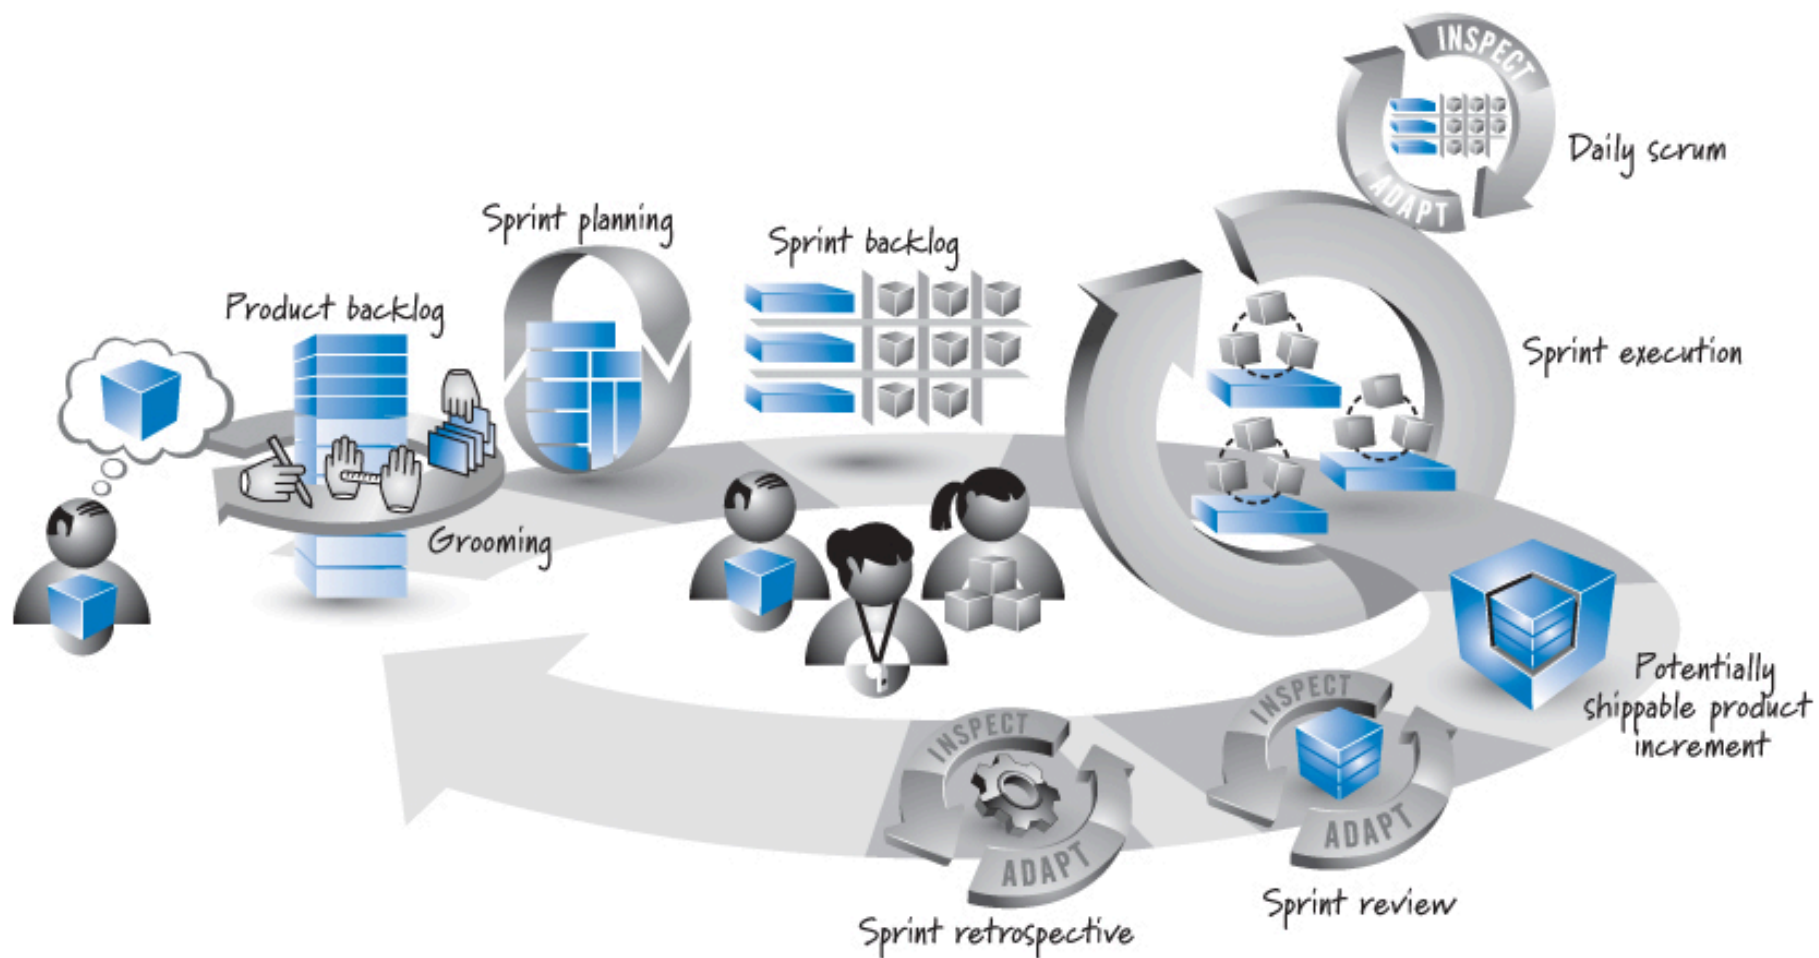 INSPECT
ADAPT
Daily scrum
Sprint planning
Sprint backlog
Product backlog
Sprint execution
Grooming
Potentially
shippable product
increment
INSPECT
ADAPT
Sprint review
INSPECT
ADAPT
Sprint retrospective